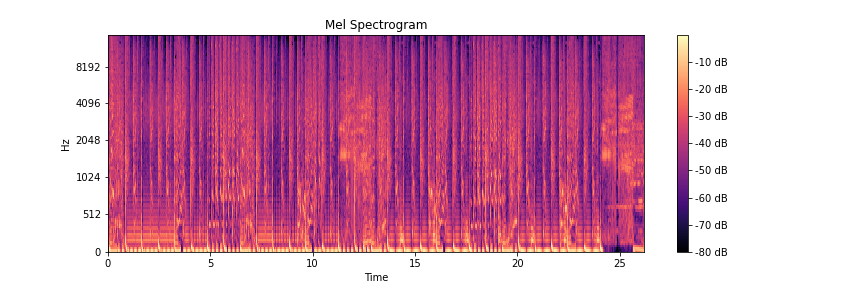 Mel Spectrogram
Hz
8192
4096
2048
1024
512
0
0 5 10 15 20 25
Time
-10 dB
-20 dB
-30 dB
-40 dB
-50 dB
-60 dB
-70 dB
-80 dB